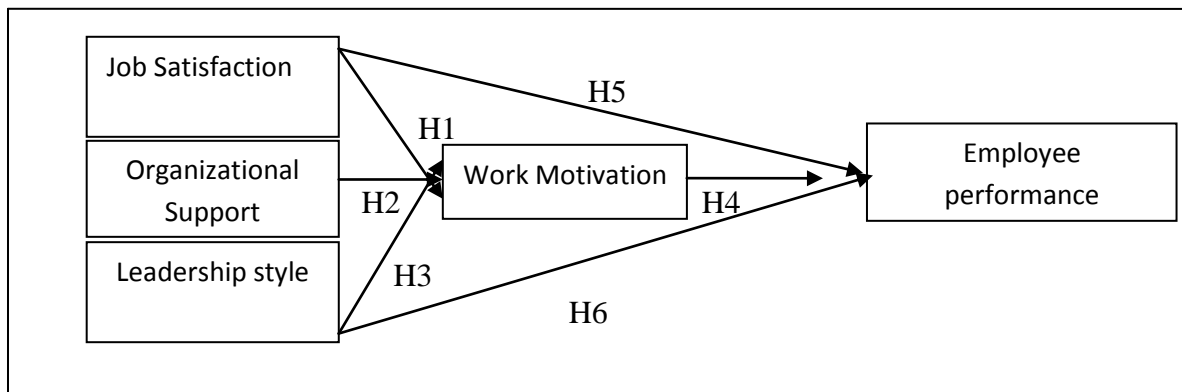 Job Satisfaction
H5
H1
Organizational
Support
H2
Work Motivation
H4
Employee
performance
Leadership style
H3
H6